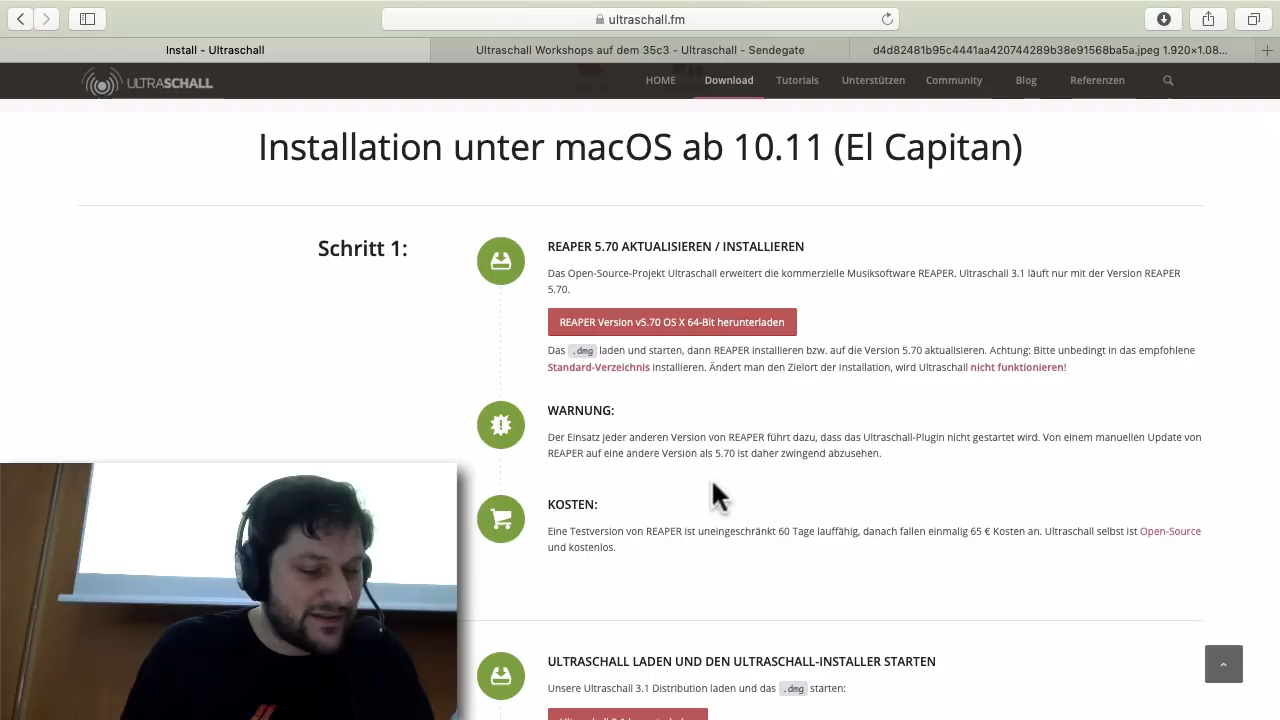 ultraschall.fm
Install - Ultraschall
Ultraschall Workshops auf dem 35c3 - Ultraschall - Sendegate
d4d82481b95c4441aa420744289b38e91568ba5a.jpeg 1.920×1.08...
ULTRASCHALL
HOME
Download
Tutorials
Unterstützen
Community
Blog
Referenzen
Installation unter macOS ab 10.11 (El Capitan)
Schritt 1:
REAPER 5.70 AKTUALISIEREN / INSTALLIEREN
Das Open-Source-Projekt Ultraschall erweitert die kommerzielle Musiksoftware REAPER. Ultraschall 3.1 läuft nur mit der Version REAPER
5.70.
REAPER Version v5.70 OS X 64-Bit herunterladen
Das .dmg laden und starten, dann REAPER installieren bzw. auf die Version 5.70 aktualisieren. Achtung: Bitte unbedingt in das empfohlene
Standard-Verzeichnis installieren. Ändert man den Zielort der Installation, wird Ultraschall nicht funktionieren!
WARNUNG:
Der Einsatz jeder anderen Version von REAPER führt dazu, dass das Ultraschall-Plugin nicht gestartet wird. Von einem manuellen Update von
REAPER auf eine andere Version als 5.70 ist daher zwingend abzusehen.
KOSTEN:
Eine Testversion von REAPER ist uneingeschränkt 60 Tage lauffähig, danach fallen einmalig 65 € Kosten an. Ultraschall selbst ist Open-Source
und kostenlos.
ULTRASCHALL LADEN UND DEN ULTRASCHALL-INSTALLER STARTEN
Unsere Ultraschall 3.1 Distribution laden und das .dmg starten: